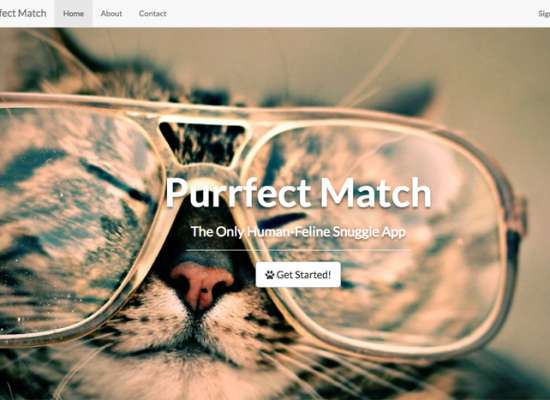 fect Match Home About Contact Sig
Purrfect Match
The Only Human-Feline Snuggle App
Get Started!